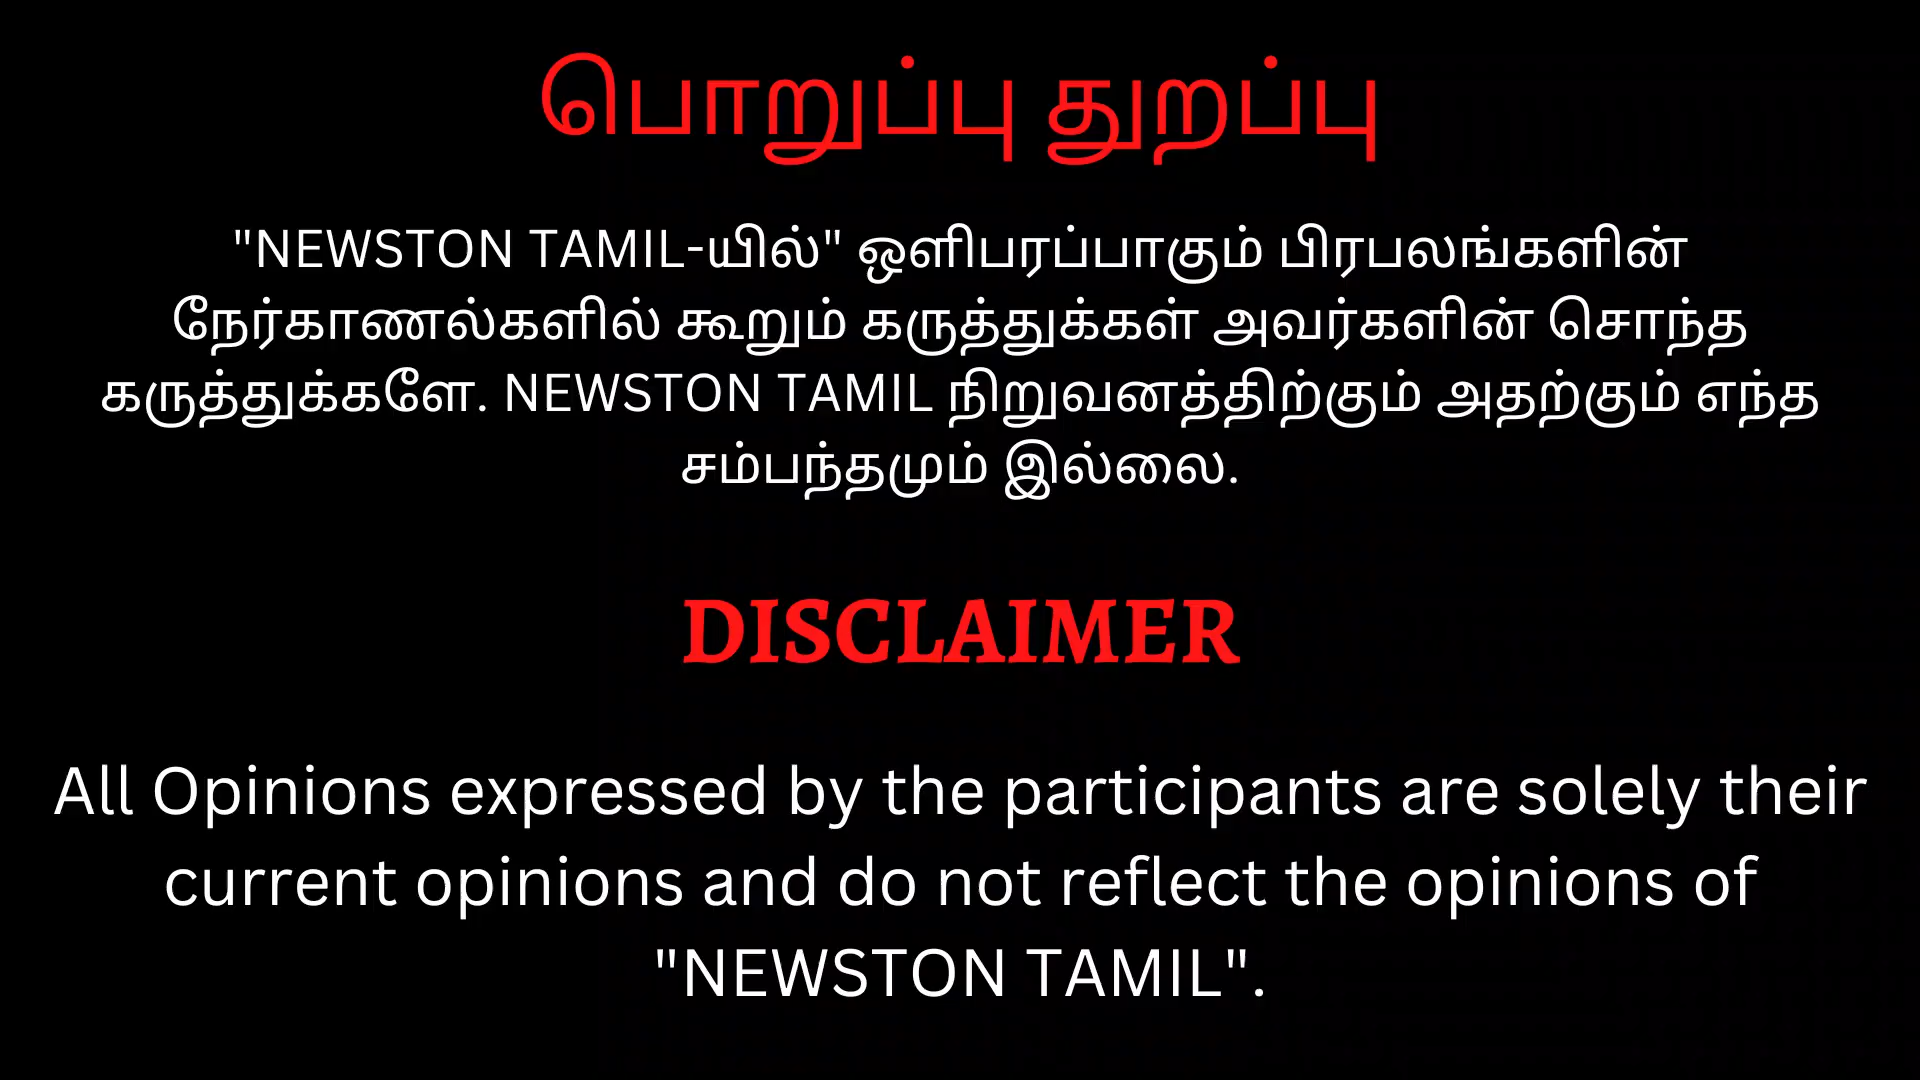 பொறுப்பு துறப்பு
"NEWSTON TAMIL-யில்" ஒளிபரப்பாகும் பிரபலங்களின்
நேர்காணல்களில் கூறும் கருத்துக்கள் அவர்களின் சொந்த
கருத்துக்களே. NEWSTON TAMIL நிறுவனத்திற்கும் அதற்கும் எந்த
சம்பந்தமும் இல்லை.
DISCLAIMER
All Opinions expressed by the participants are solely their
current opinions and do not reflect the opinions of
"NEWSTON TAMIL".